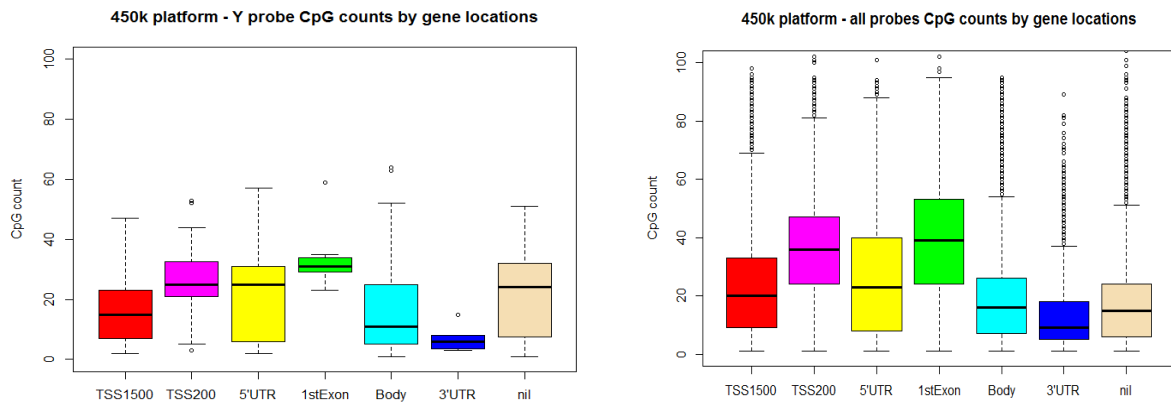 450k platform - Y probe CpG counts by gene locations
CpG count
0
20
40
60
80
100
TSS1500 TSS200 5'UTR 1stExon Body 3'UTR nil
450k platform - all probes CpG counts by gene locations
CpG count
0
20
40
60
80
100
TSS1500 TSS200 5'UTR 1stExon Body 3'UTR nil